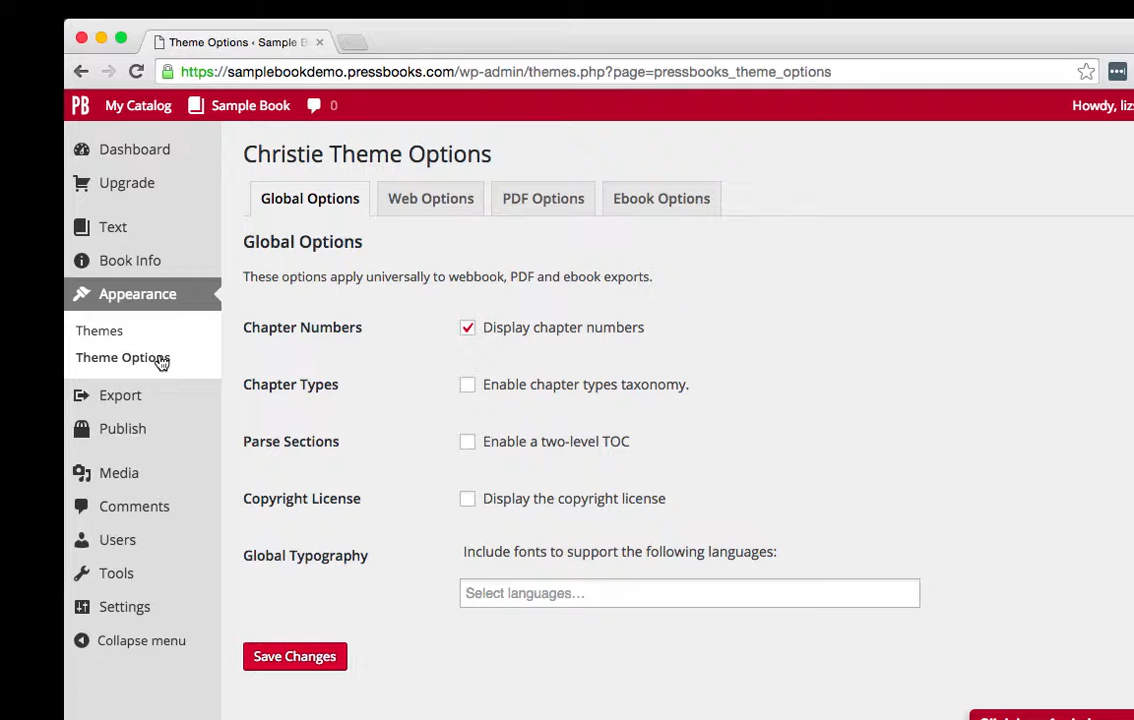 Theme Options ‹ Sample B
https://samplebookdemo.pressbooks.com/wp-admin/themes.php?page=pressbooks_theme_options
PB My Catalog Sample Book 0 Howdy, liz
Dashboard
Upgrade
Text
Book Info
Appearance
Themes
Theme Options
Export
Publish
Media
Comments
Users
Tools
Settings
Collapse menu
Christie Theme Options
Global Options Web Options PDF Options Ebook Options
Global Options
These options apply universally to webbook, PDF and ebook exports.
Chapter Numbers Display chapter numbers
Chapter Types Enable chapter types taxonomy.
Parse Sections Enable a two-level TOC
Copyright License Display the copyright license
Global Typography Include fonts to support the following languages:
Select languages...
Save Changes